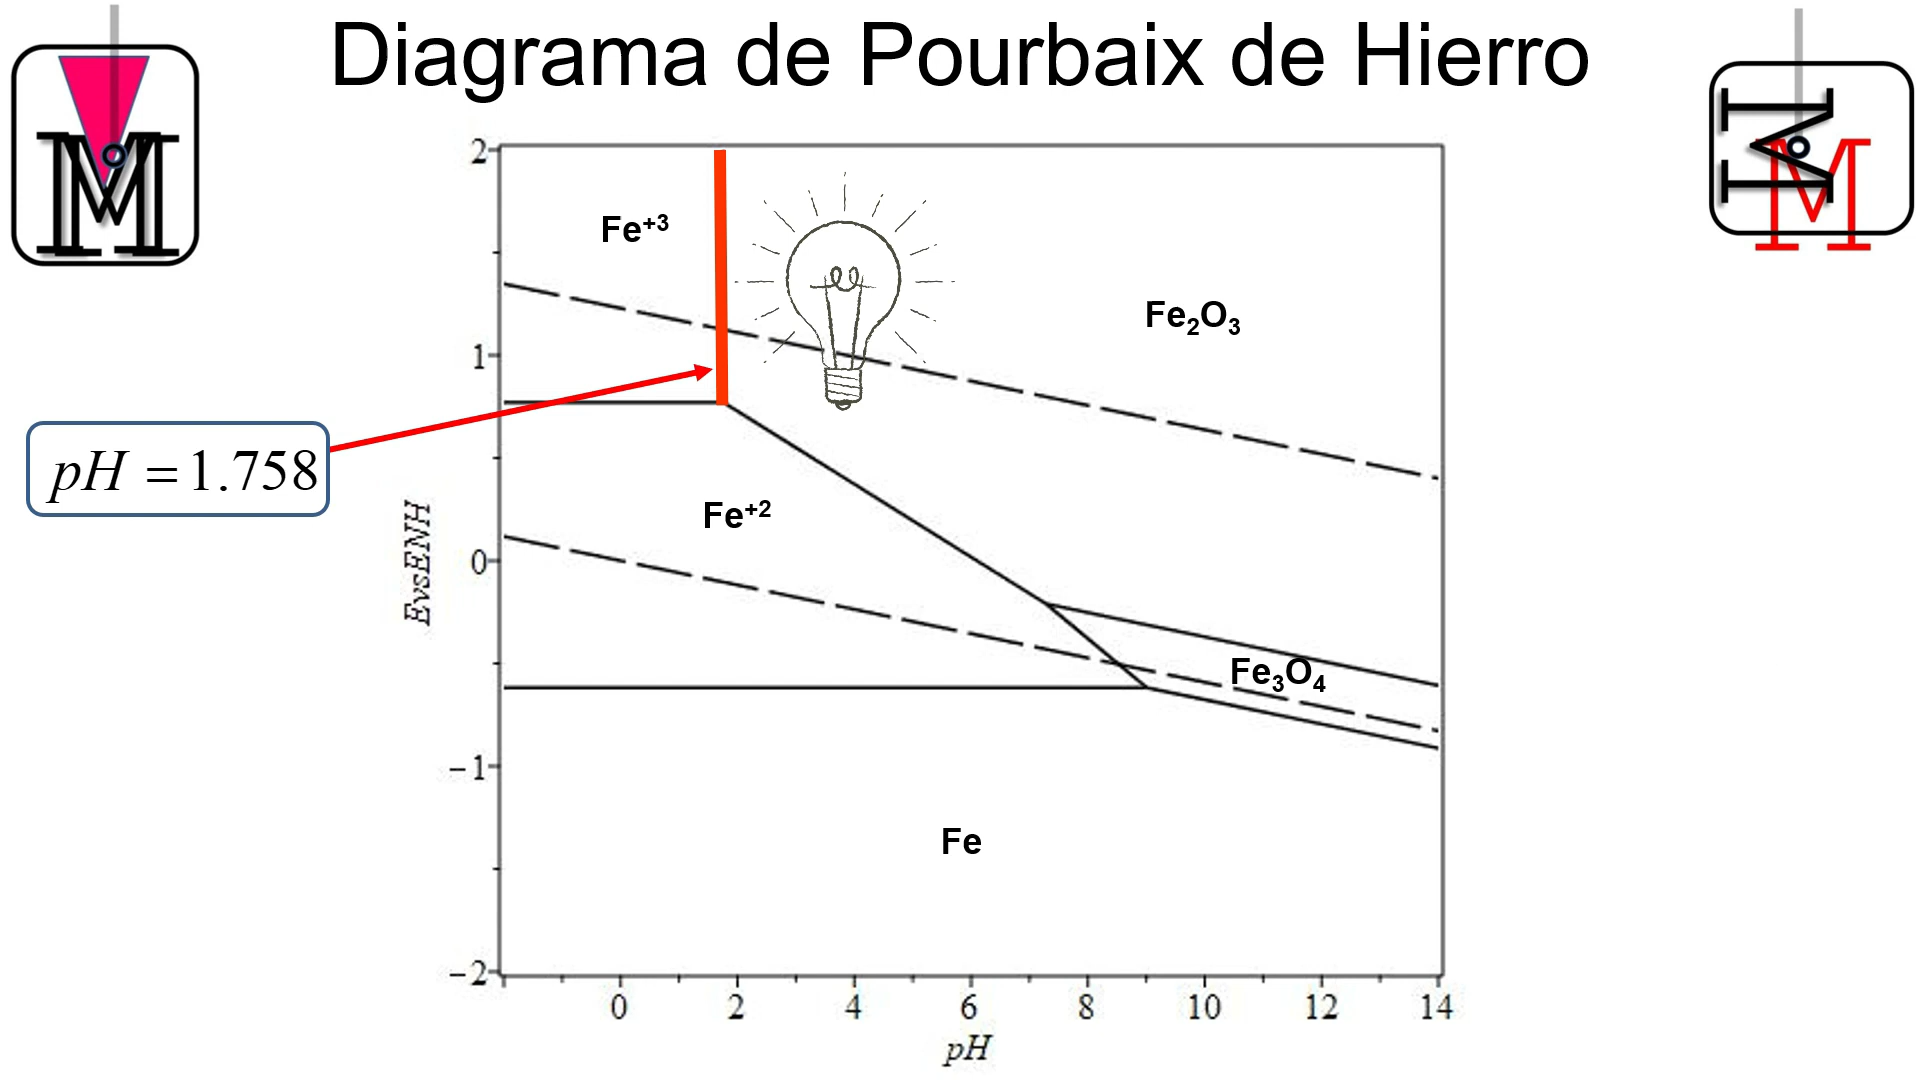 Diagrama de Pourbaix de Hierro
M
M
M
M
2
Fe⁺³
Fe₂O₃
1
pH = 1.758
Fe⁺²
EvsENH
0
Fe₃O₄
−1
Fe
−2
0 2 4 6 8 10 12 14
pH